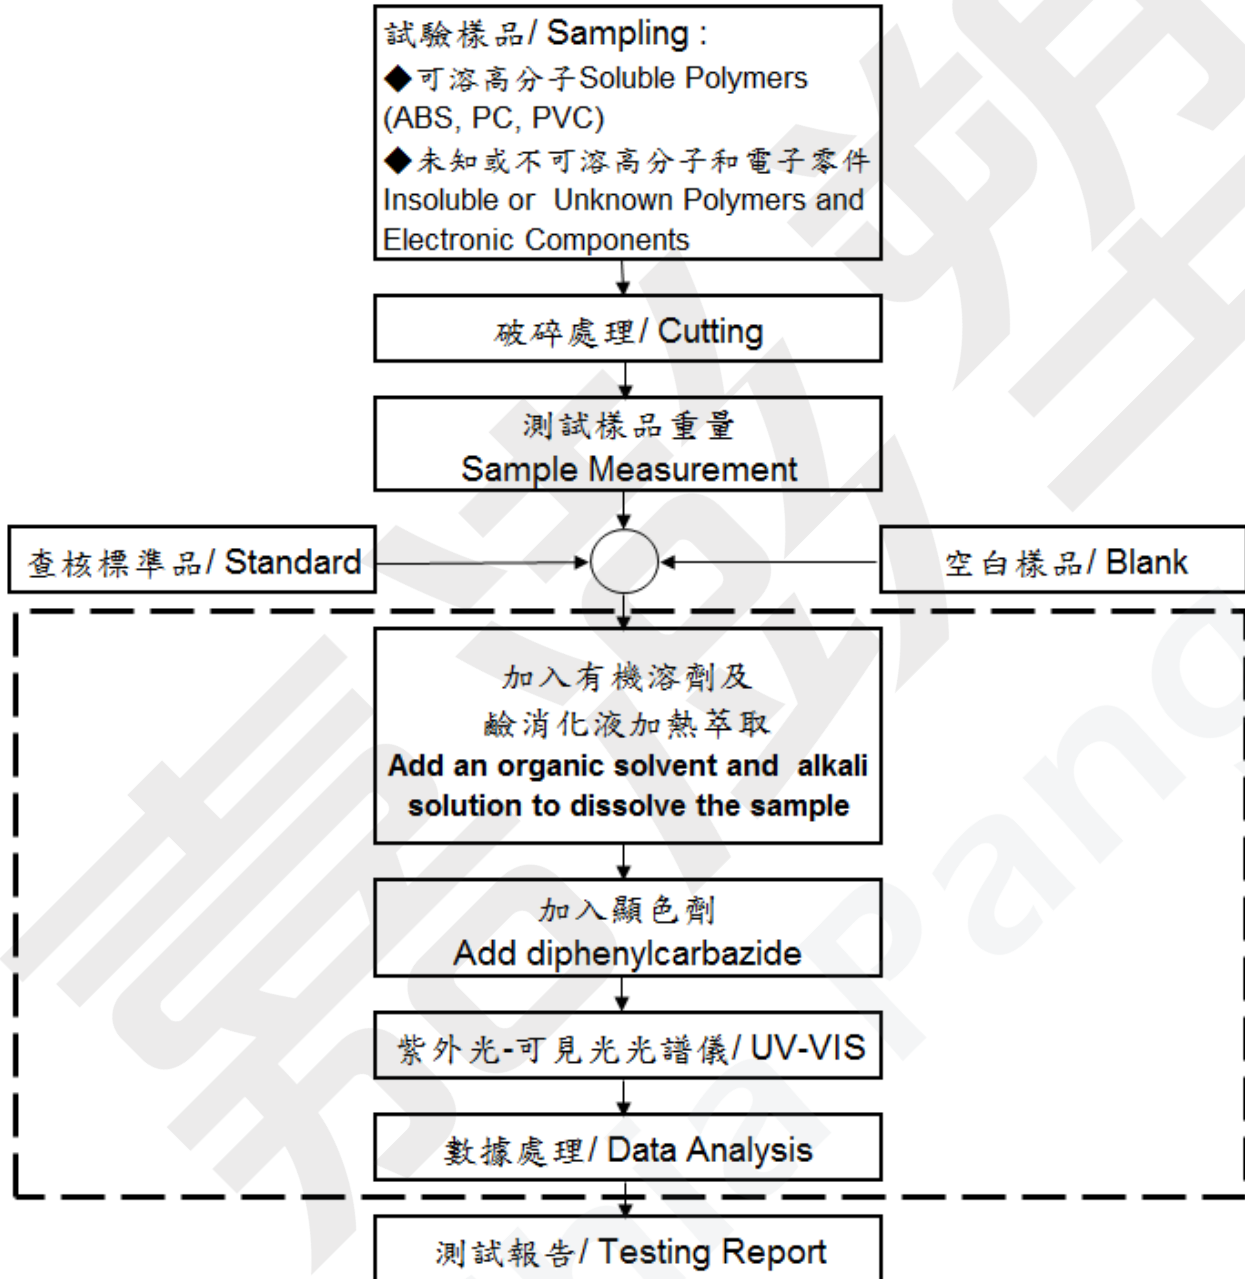 試驗樣品/ Sampling :
◆可溶高分子Soluble Polymers
(ABS, PC, PVC)
◆未知或不可溶高分子和電子零件
Insoluble or Unknown Polymers and
Electronic Components
破碎處理/ Cutting
測試樣品重量
Sample Measurement
查核標準品/ Standard
空白樣品/ Blank
加入有機溶劑及
鹼消化液加熱萃取
Add an organic solvent and alkali
solution to dissolve the sample
加入顯色劑
Add diphenylcarbazide
紫外光-可見光光譜儀/ UV-VIS
數據處理/ Data Analysis
測試報告/ Testing Report